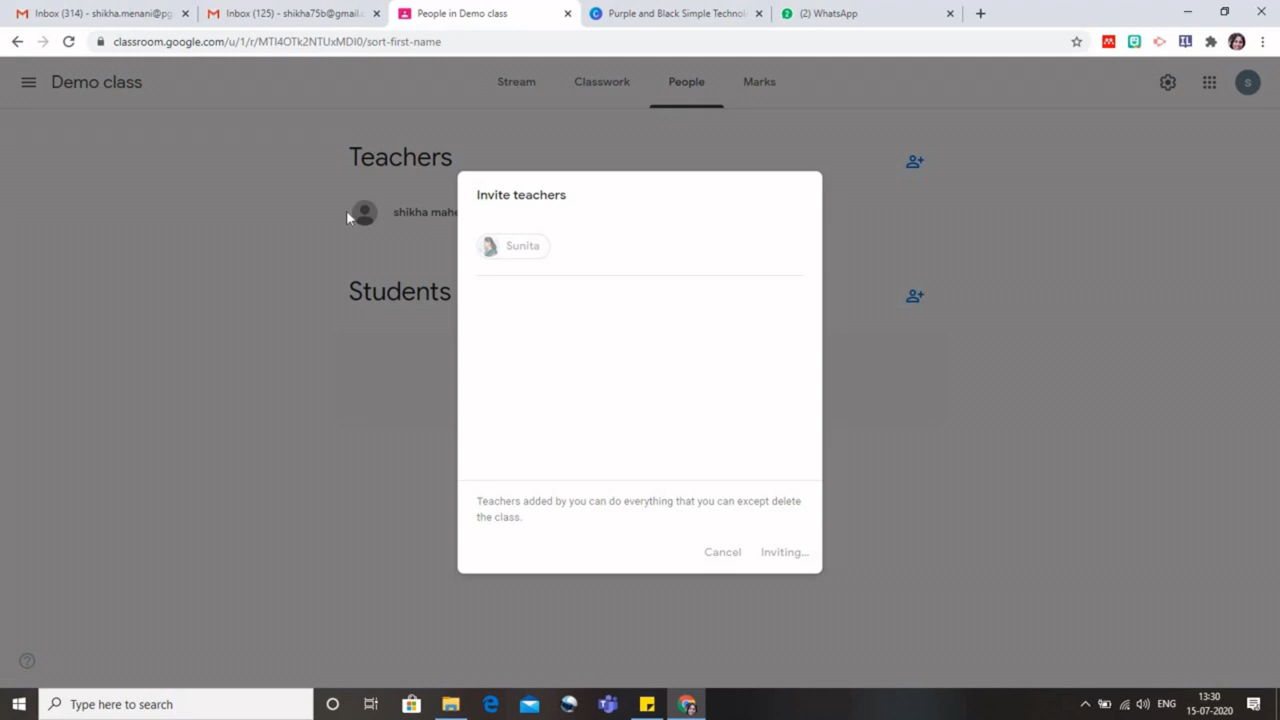 Inbox (314) - shikha.menani@pg
Inbox (125) - shikha75b@gmail.c
People in Demo class
Purple and Black Simple Technol
(2) WhatsApp
classroom.google.com/u/1/r/MTI4OTk2NTUxMDI0/sort-first-name
Demo class
Stream
Classwork
People
Marks
s
Teachers
shikha mahe
Students
Invite teachers
Sunita
Teachers added by you can do everything that you can except delete
the class.
Cancel
Inviting...
Type here to search
ENG
13:30
15-07-2020